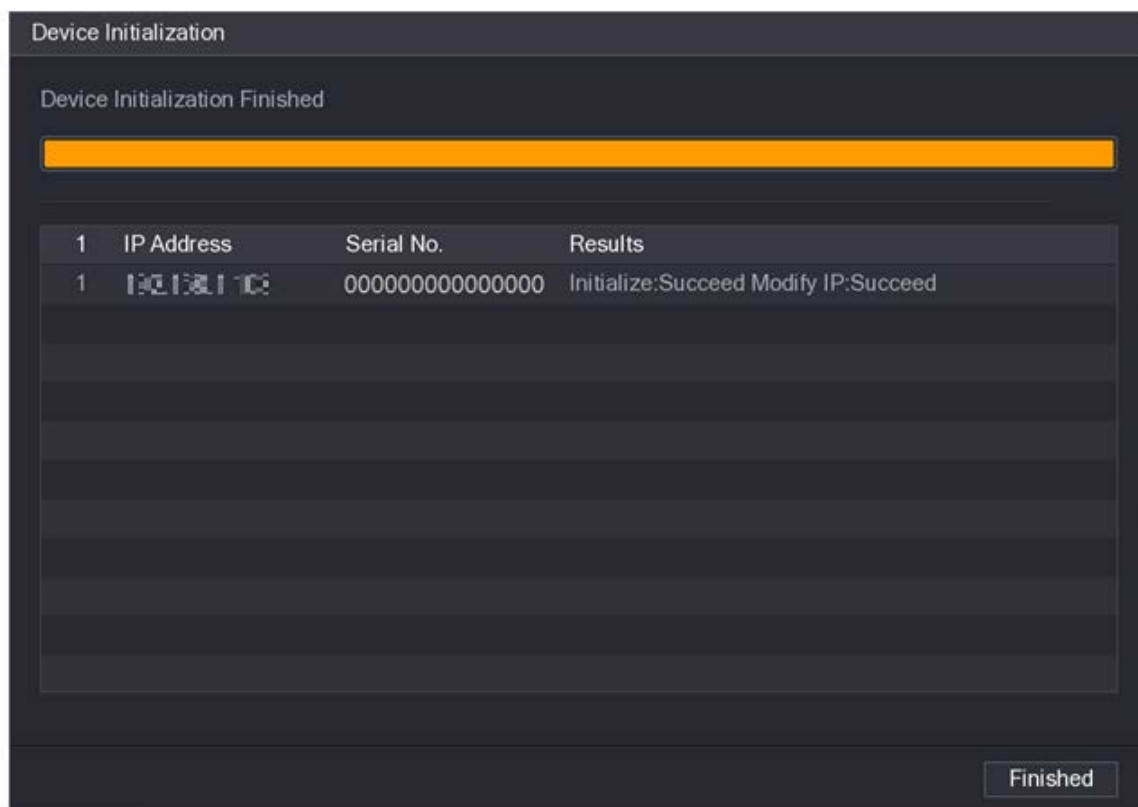 Device Initialization
Device Initialization Finished
1 IP Address Serial No. Results
1 000000000000000 Initialize:Succeed Modify IP:Succeed
Finished